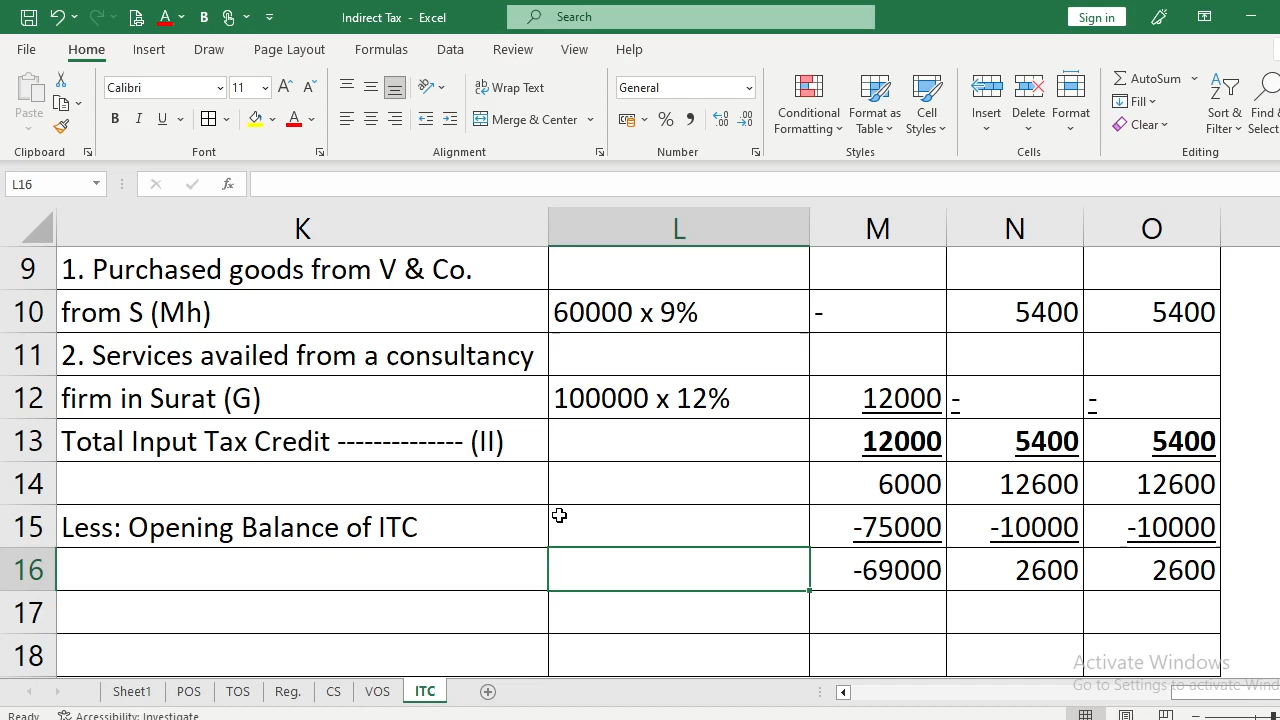 Indirect Tax - Excel
Search
Sign in
File Home Insert Draw Page Layout Formulas Data Review View Help
Paste
Calibri 11
B I U
Wrap Text
Merge & Center
General
Conditional Formatting
Format as Table
Cell Styles
Insert Delete Format
AutoSum
Fill
Clear
Sort & Filter
Find & Select
Clipboard Font Alignment Number Styles Cells Editing
L16 fx
K L M N O
9 1. Purchased goods from V & Co.
10 from S (Mh) 60000 x 9% - 5400 5400
11 2. Services availed from a consultancy
12 firm in Surat (G) 100000 x 12% 12000 - -
13 Total Input Tax Credit -------------- (II) 12000 5400 5400
14 6000 12600 12600
15 Less: Opening Balance of ITC -75000 -10000 -10000
16 -69000 2600 2600
17
18
Activate Windows
Go to Settings to activate Wind
Sheet1 POS TOS Reg. CS VOS ITC
Ready Accessibility: Investigate